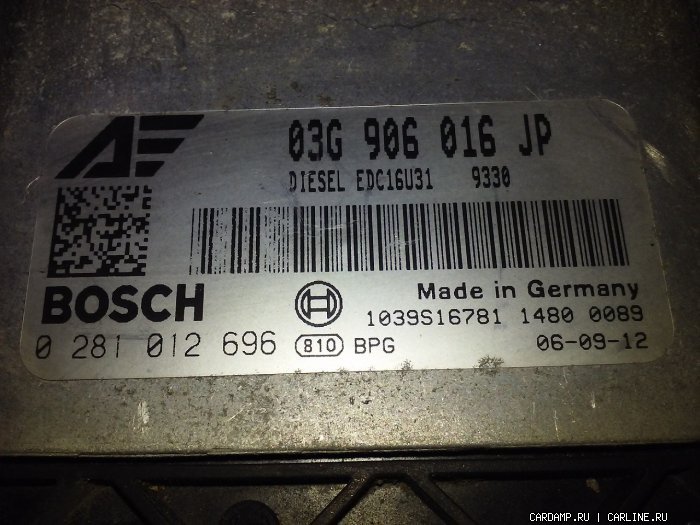 AE
03G 906 016 JP
DIESEL EDC16U31 9330
BOSCH
Made in Germany
1039S16781 1480 0089
0 281 012 696 810 BPG 06-09-12
CARDAMP.RU | CARLINE.RU